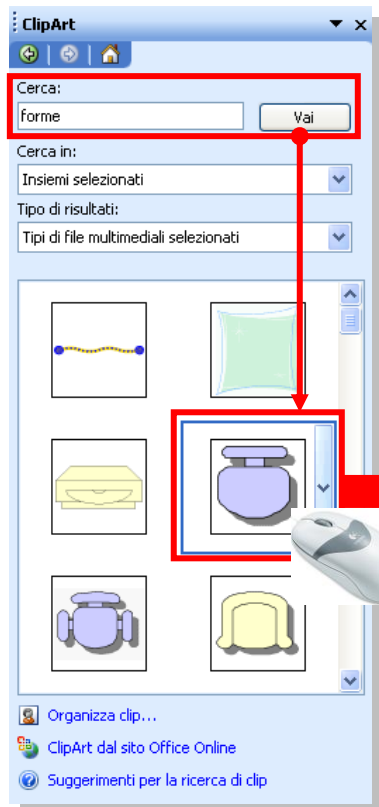 ClipArt
Cerca:
forme
Vai
Cerca in:
Insiemi selezionati
Tipo di risultati:
Tipi di file multimediali selezionati
Organizza clip...
ClipArt dal sito Office Online
Suggerimenti per la ricerca di clip